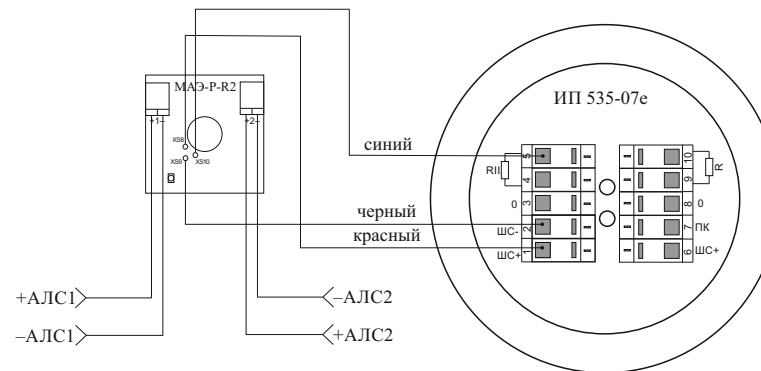 МАЭ-Р-R2
+1–
+2–
XS8
XS9
XS10
+АЛС1
–АЛС1
–АЛС2
+АЛС2
синий
черный
красный
ИП 535-07е
RII
5
4
0
3
ШС-
2
ШС+
1
10
R
9
8
0
7
ПК
6
ШС+